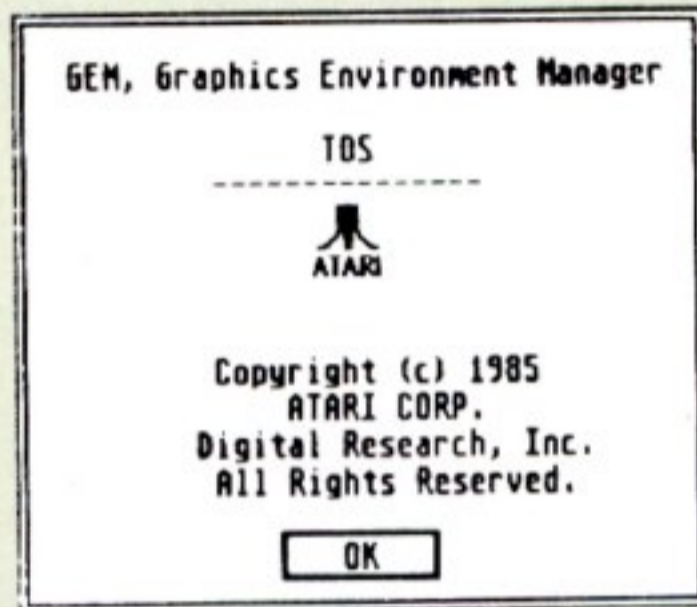 GEM, Graphics Environment Manager
TOS
---------------
ATARI
Copyright (c) 1985
ATARI CORP.
Digital Research, Inc.
All Rights Reserved.
OK